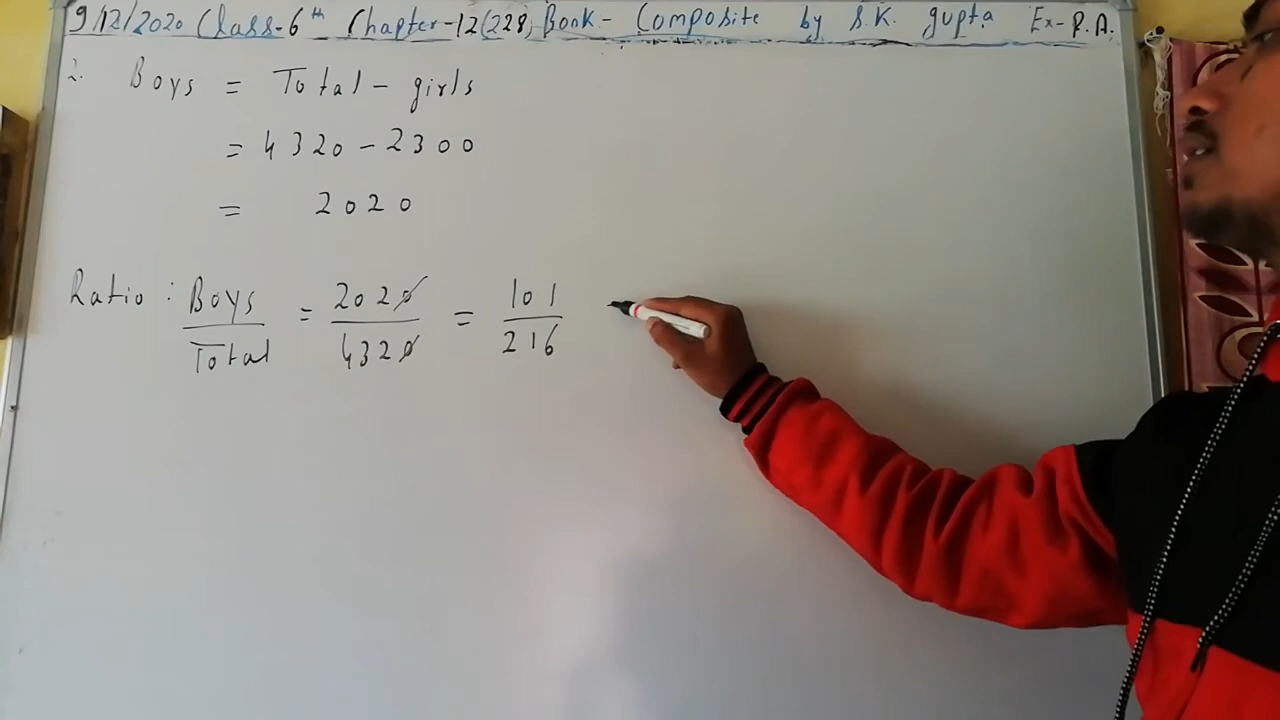 9/12/2020 Class-6th Chapter-12(228) Book- Composite by S.K. gupta Ex-P.A.
2. Boys = Total - girls
= 4320 - 2300
= 2020
Ratio : Boys/Total = 2020/4320 = 101/216